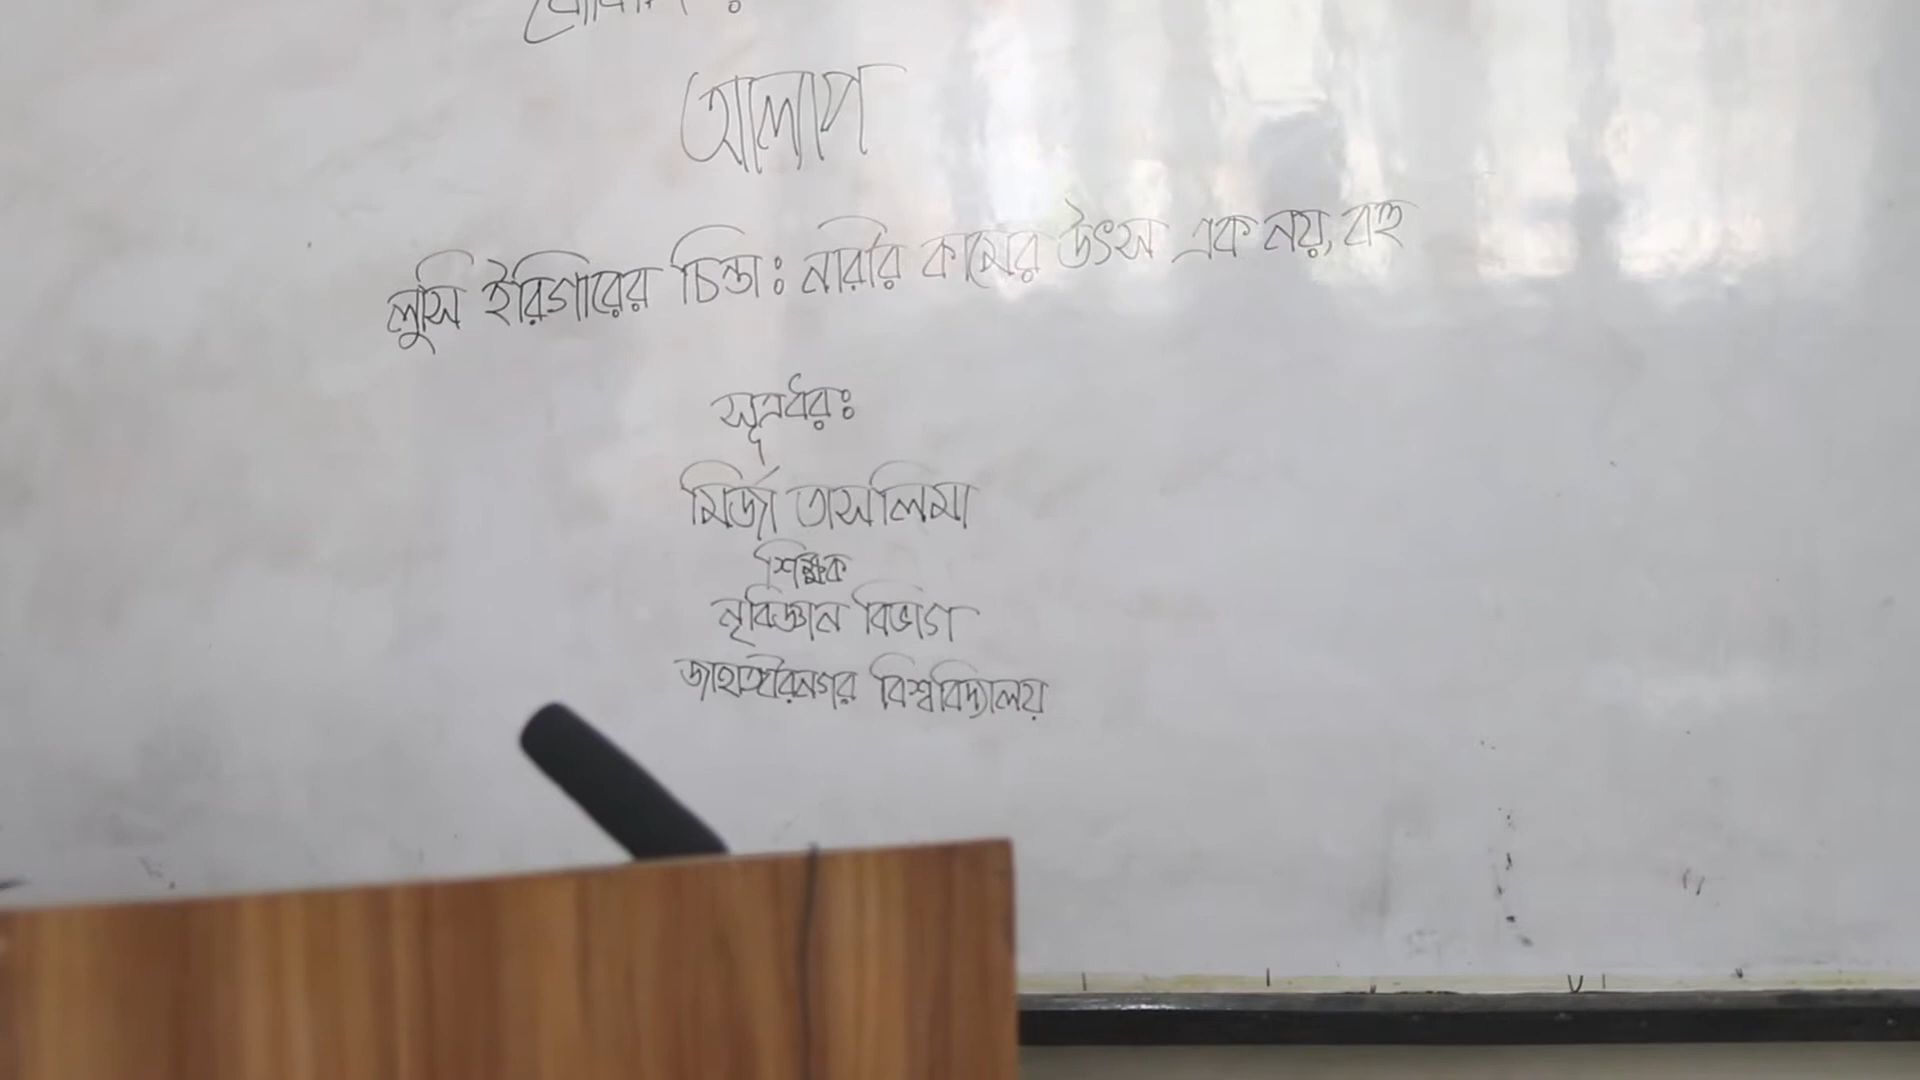 আলাপ
লুসি ইরিগারের চিন্তাঃ নারীর কামের উৎস এক নয়, বহু
সূত্রধরঃ
মির্জা তাসলিমা
শিক্ষক
নৃবিজ্ঞান বিভাগ
জাহাঙ্গীরনগর বিশ্ববিদ্যালয়